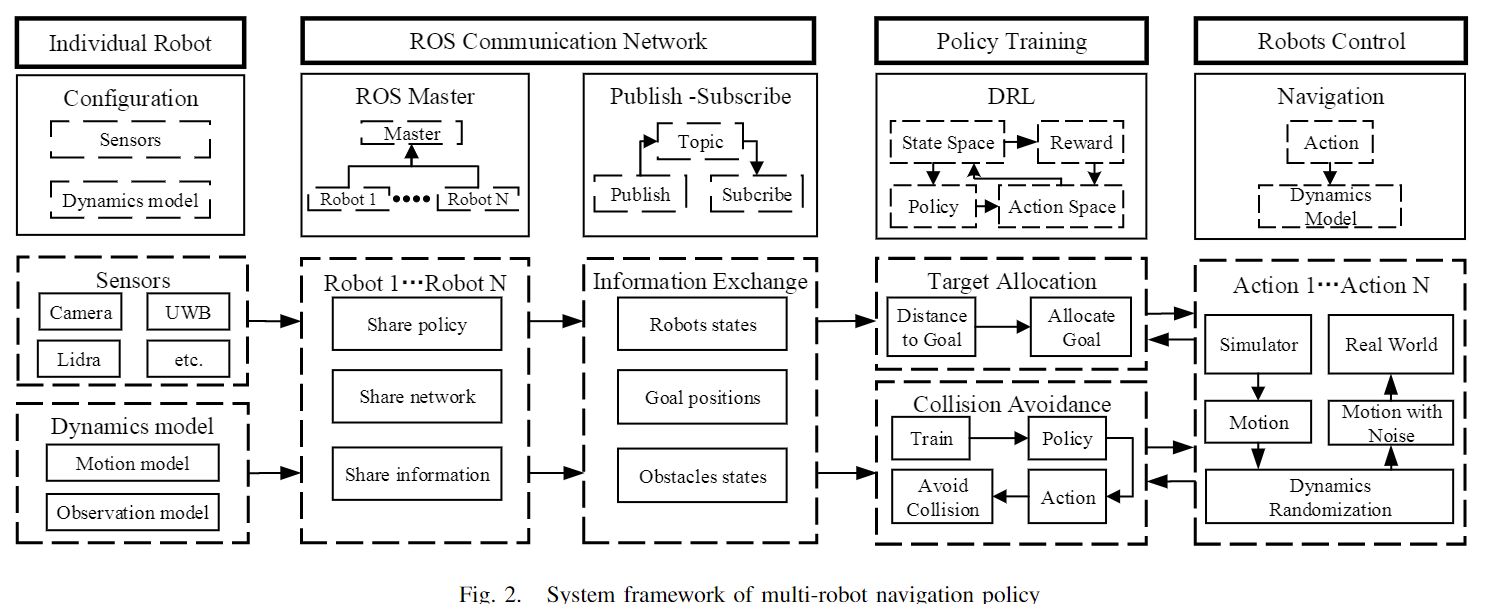 Individual Robot
ROS Communication Network
Policy Training
Robots Control
Configuration
Sensors
Dynamics model
ROS Master
Master
Robot 1
Robot N
Publish -Subscribe
Topic
Publish
Subcribe
DRL
State Space
Reward
Policy
Action Space
Navigation
Action
Dynamics
Model
Sensors
Camera
UWB
Lidra
etc.
Dynamics model
Motion model
Observation model
Robot 1···Robot N
Share policy
Share network
Share information
Information Exchange
Robots states
Goal positions
Obstacles states
Target Allocation
Distance
to Goal
Allocate
Goal
Collision Avoidance
Train
Policy
Avoid
Collision
Action
Action 1···Action N
Simulator
Real World
Motion
Motion with
Noise
Dynamics
Randomization
Fig. 2. System framework of multi-robot navigation policy